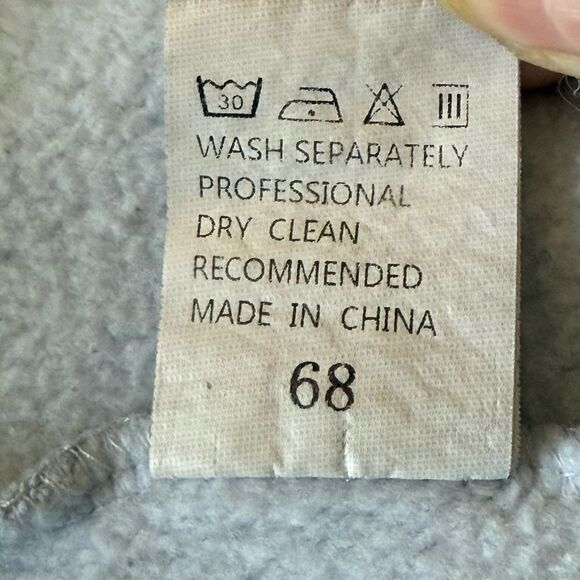 30
WASH SEPARATELY
PROFESSIONAL
DRY CLEAN
RECOMMENDED
MADE IN CHINA
68